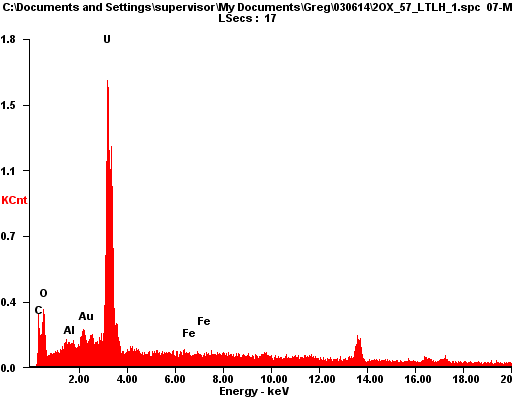 C:\Documents and Settings\supervisor\My Documents\Greg\030614\2OX_57_LTLH_1.spc 07-M
LSecs : 17
1.8
U
1.5
1.1
KCnt
0.7
0.4
O
C
Al
Au
Fe
Fe
0.0
2.00 4.00 6.00 8.00 10.00 12.00 14.00 16.00 18.00 20.0
Energy - keV